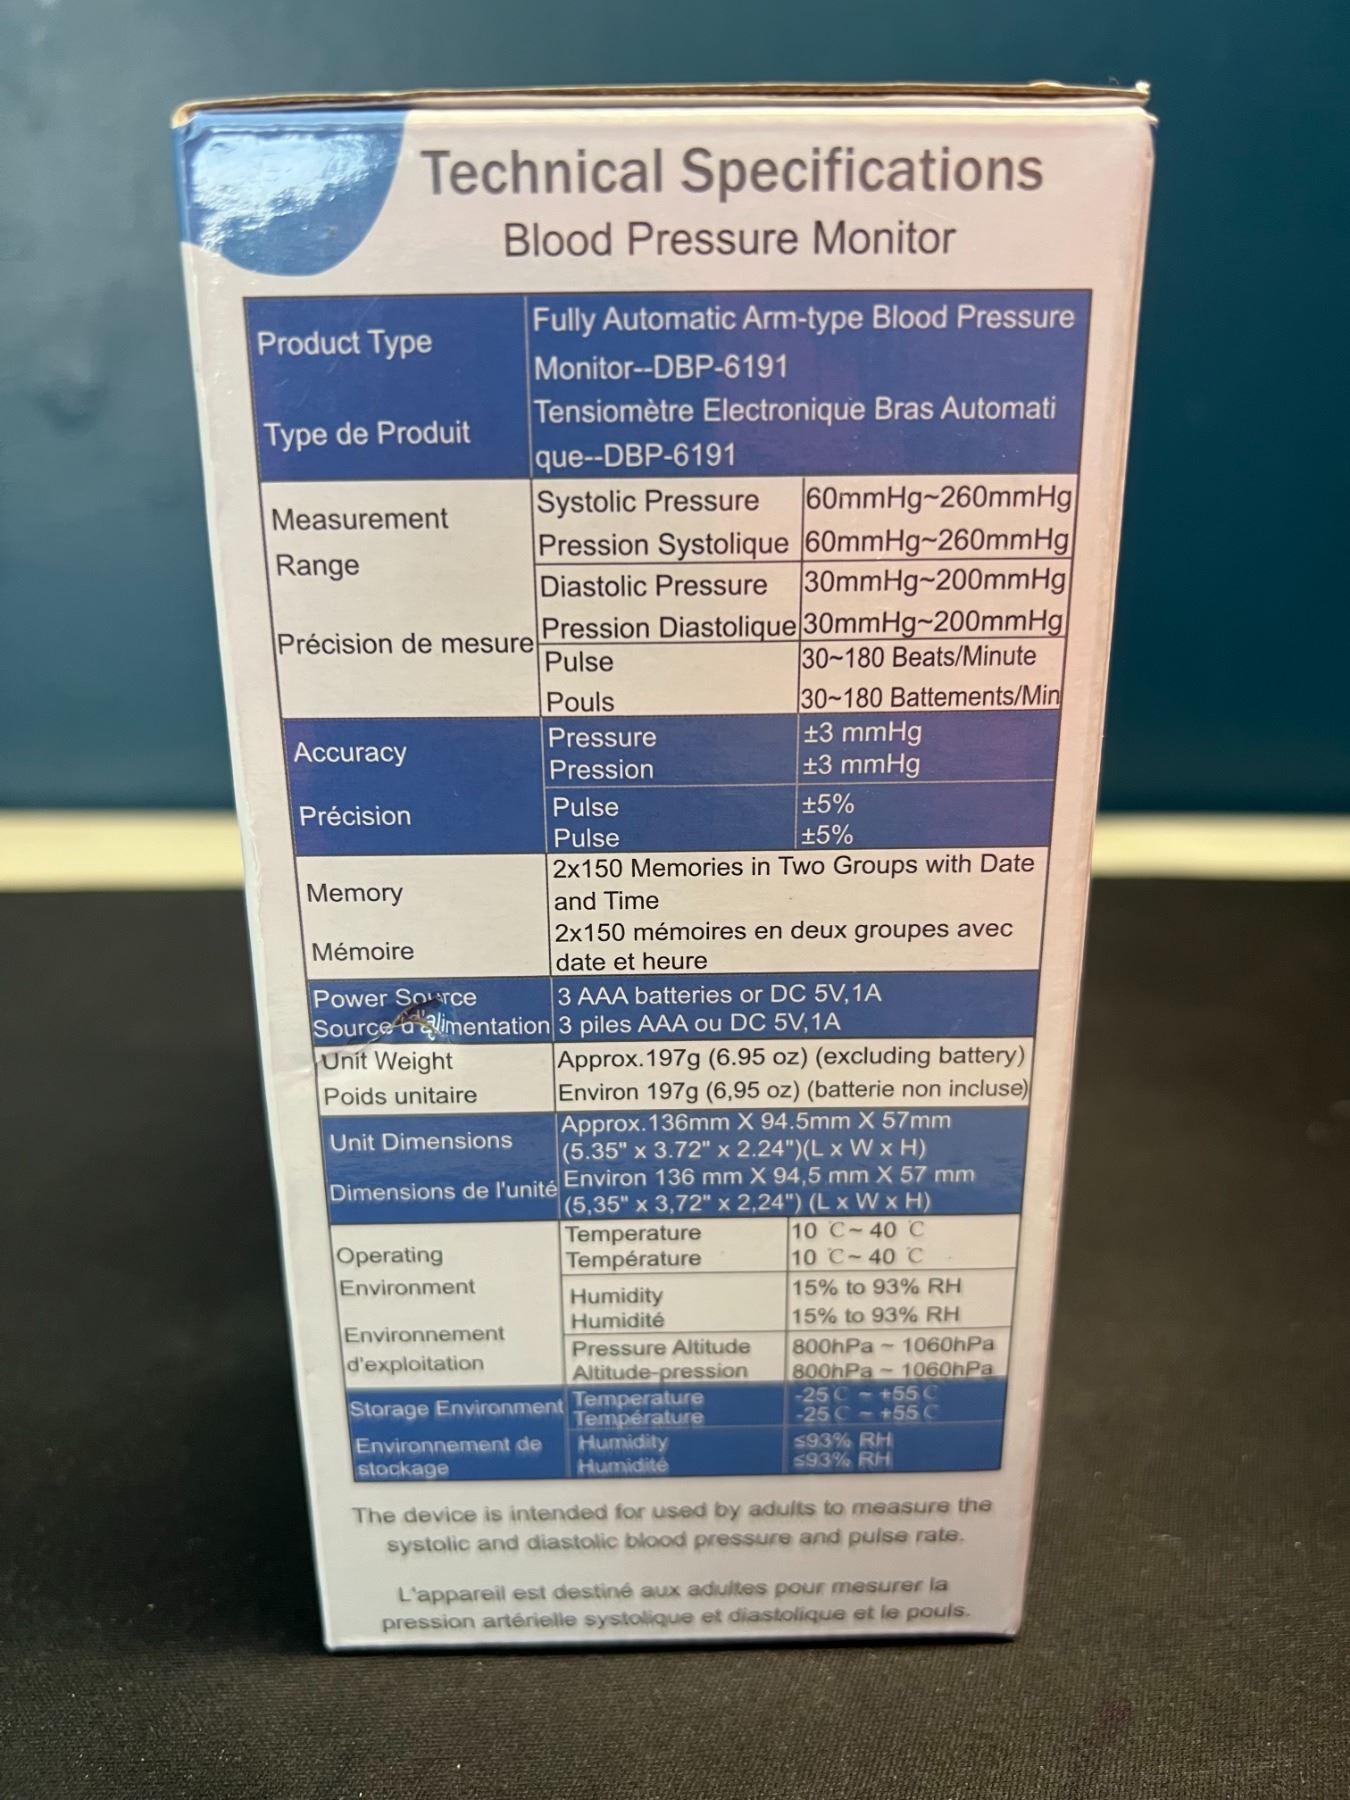 Technical Specifications
Blood Pressure Monitor
Product Type
Fully Automatic Arm-type Blood Pressure
Monitor--DBP-6191
Type de Produit
Tensiomètre Electronique Bras Automati
que--DBP-6191
Measurement
Range
Précision de mesure
Systolic Pressure 60mmHg~260mmHg
Pression Systolique 60mmHg~260mmHg
Diastolic Pressure 30mmHg~200mmHg
Pression Diastolique 30mmHg~200mmHg
Pulse 30~180 Beats/Minute
Pouls 30~180 Battements/Min
Accuracy
Précision
Pressure ±3 mmHg
Pression ±3 mmHg
Pulse ±5%
Pulse ±5%
Memory
2x150 Memories in Two Groups with Date
and Time
Mémoire
2x150 mémoires en deux groupes avec
date et heure
Power Source 3 AAA batteries or DC 5V,1A
Source d'alimentation 3 piles AAA ou DC 5V,1A
Unit Weight Approx.197g (6.95 oz) (excluding battery)
Poids unitaire Environ 197g (6,95 oz) (batterie non incluse)
Unit Dimensions
Approx.136mm X 94.5mm X 57mm
(5.35" x 3.72" x 2.24")(L x W x H)
Dimensions de l'unité
Environ 136 mm X 94,5 mm X 57 mm
(5,35" x 3,72" x 2,24") (L x W x H)
Operating
Environment
Environnement
d'exploitation
Temperature 10 ℃~ 40 ℃
Température 10 ℃~ 40 ℃
Humidity 15% to 93% RH
Humidité 15% to 93% RH
Pressure Altitude 800hPa ~ 1060hPa
Altitude-pression 800hPa ~ 1060hPa
Storage Environment
Environnement de
stockage
Temperature -25℃ ~ +55℃
Température -25℃ ~ +55℃
Humidity ≤93% RH
Humidité ≤93% RH
The device is intended for used by adults to measure the
systolic and diastolic blood pressure and pulse rate.
L'appareil est destiné aux adultes pour mesurer la
pression artérielle systolique et diastolique et le pouls.